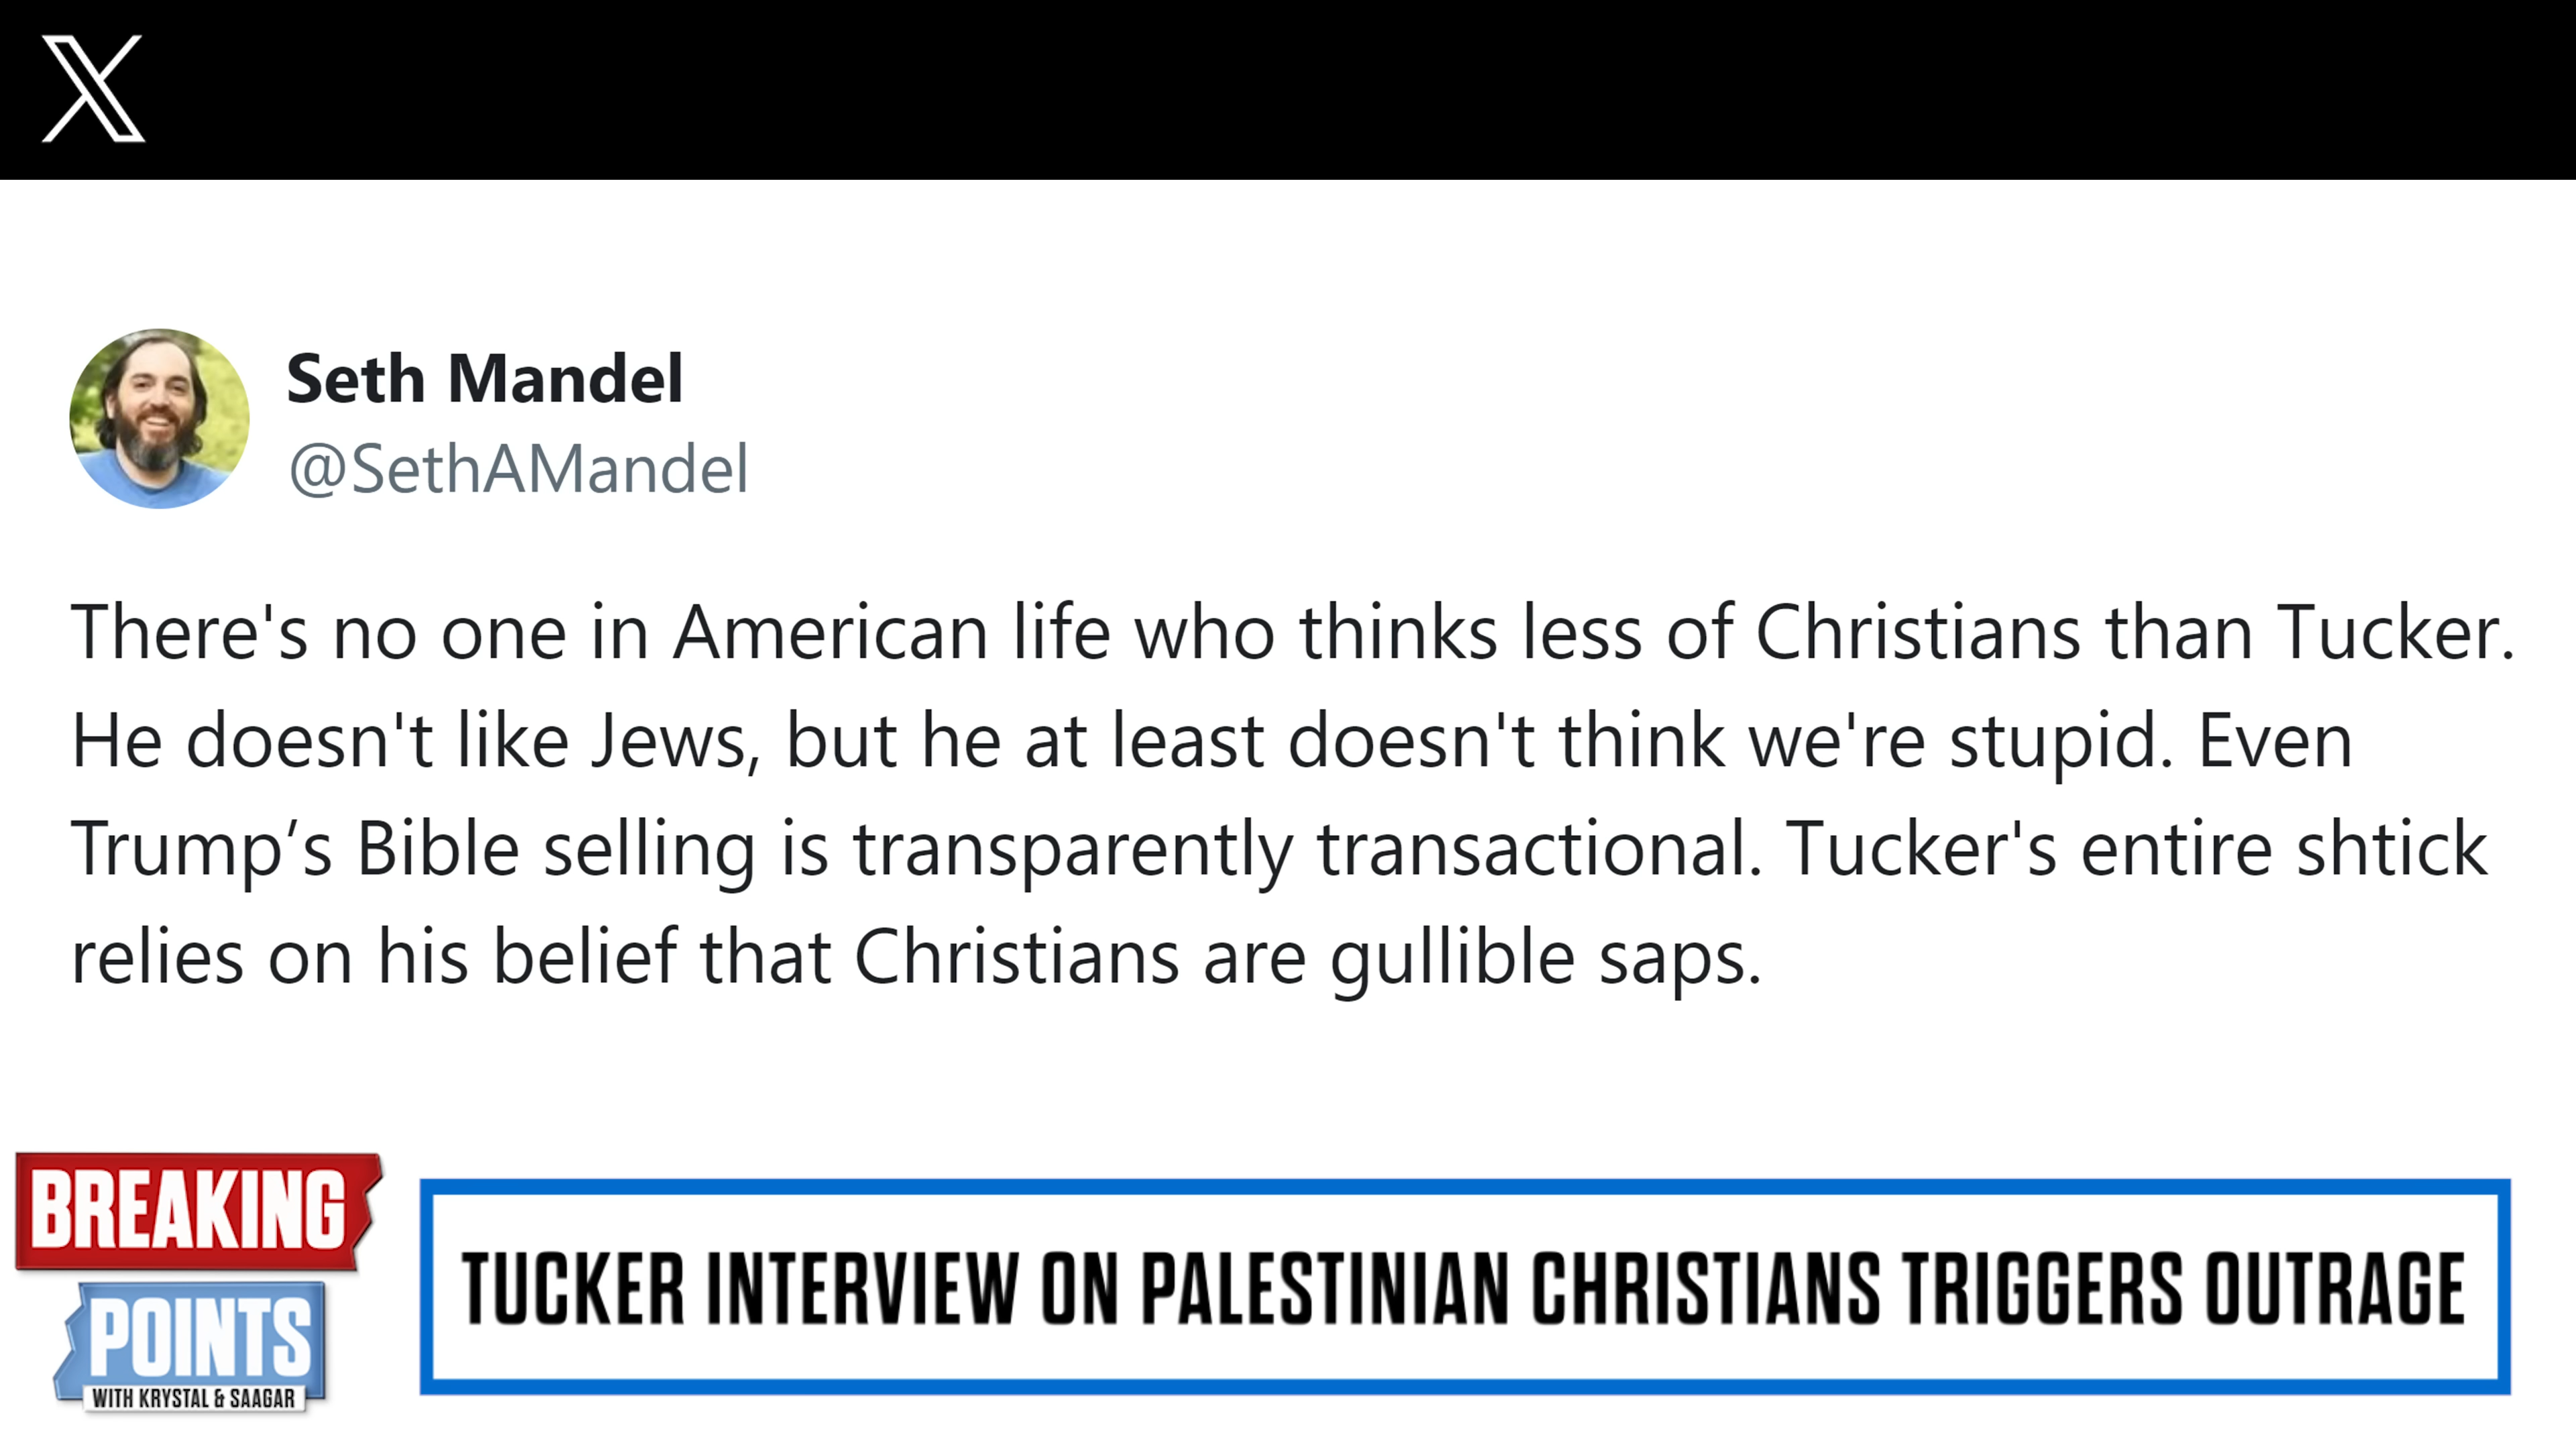 X
Seth Mandel
@SethAMandel
There's no one in American life who thinks less of Christians than Tucker.
He doesn't like Jews, but he at least doesn't think we're stupid. Even
Trump’s Bible selling is transparently transactional. Tucker's entire shtick
relies on his belief that Christians are gullible saps.
BREAKING
POINTS
WITH KRYSTAL & SAAGAR
TUCKER INTERVIEW ON PALESTINIAN CHRISTIANS TRIGGERS OUTRAGE